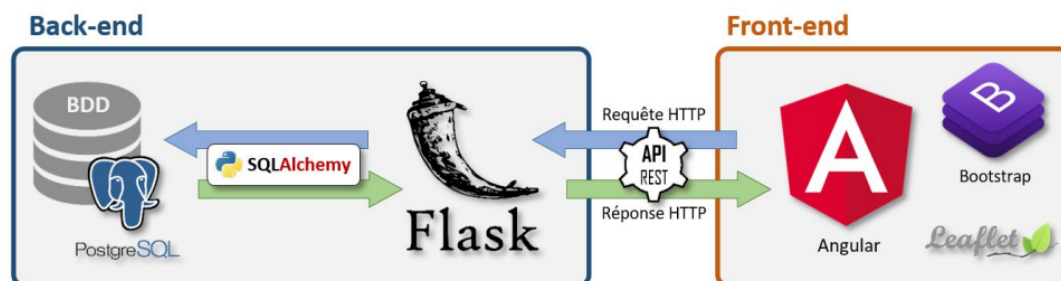 Back-end
Front-end
BDD
PostgreSQL
SQLAlchemy
Flask
Requête HTTP
API
REST
Réponse HTTP
A
Angular
B
Bootstrap
Leaflet